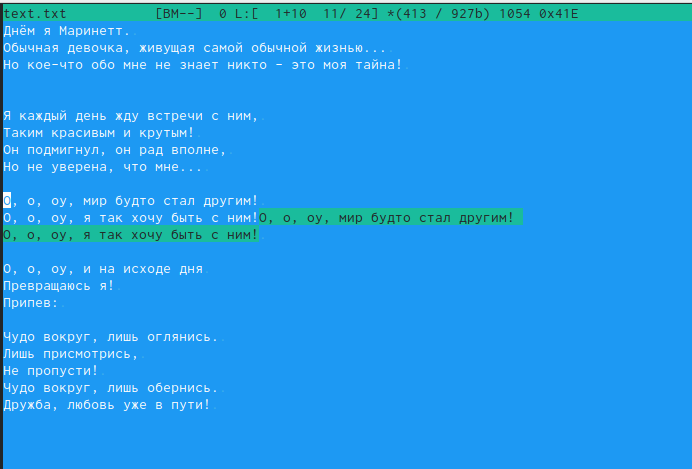 text.txt [BM--] 0 L:[ 1+10 11/ 24] *(413 / 927b) 1054 0x41E
Днём я Маринетт.
Обычная девочка, живущая самой обычной жизнью...
Но кое-что обо мне не знает никто - это моя тайна!
Я каждый день жду встречи с ним,
Таким красивым и крутым!
Он подмигнул, он рад вполне,
Но не уверена, что мне...
О, о, оу, мир будто стал другим!
О, о, оу, я так хочу быть с ним!О, о, оу, мир будто стал другим!
О, о, оу, я так хочу быть с ним!
О, о, оу, и на исходе дня
Превращаюсь я!
Припев:
Чудо вокруг, лишь оглянись.
Лишь присмотрись,
Не пропусти!
Чудо вокруг, лишь обернись.
Дружба, любовь уже в пути!